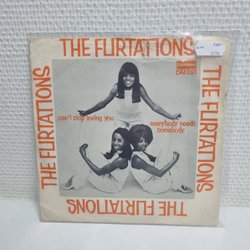 THE FLIRTATIONS
THE FLIRTATIONS
can't stop loving you
everybody needs
somebody
THE FLIRTATIONS
THE FLIRTATIONS